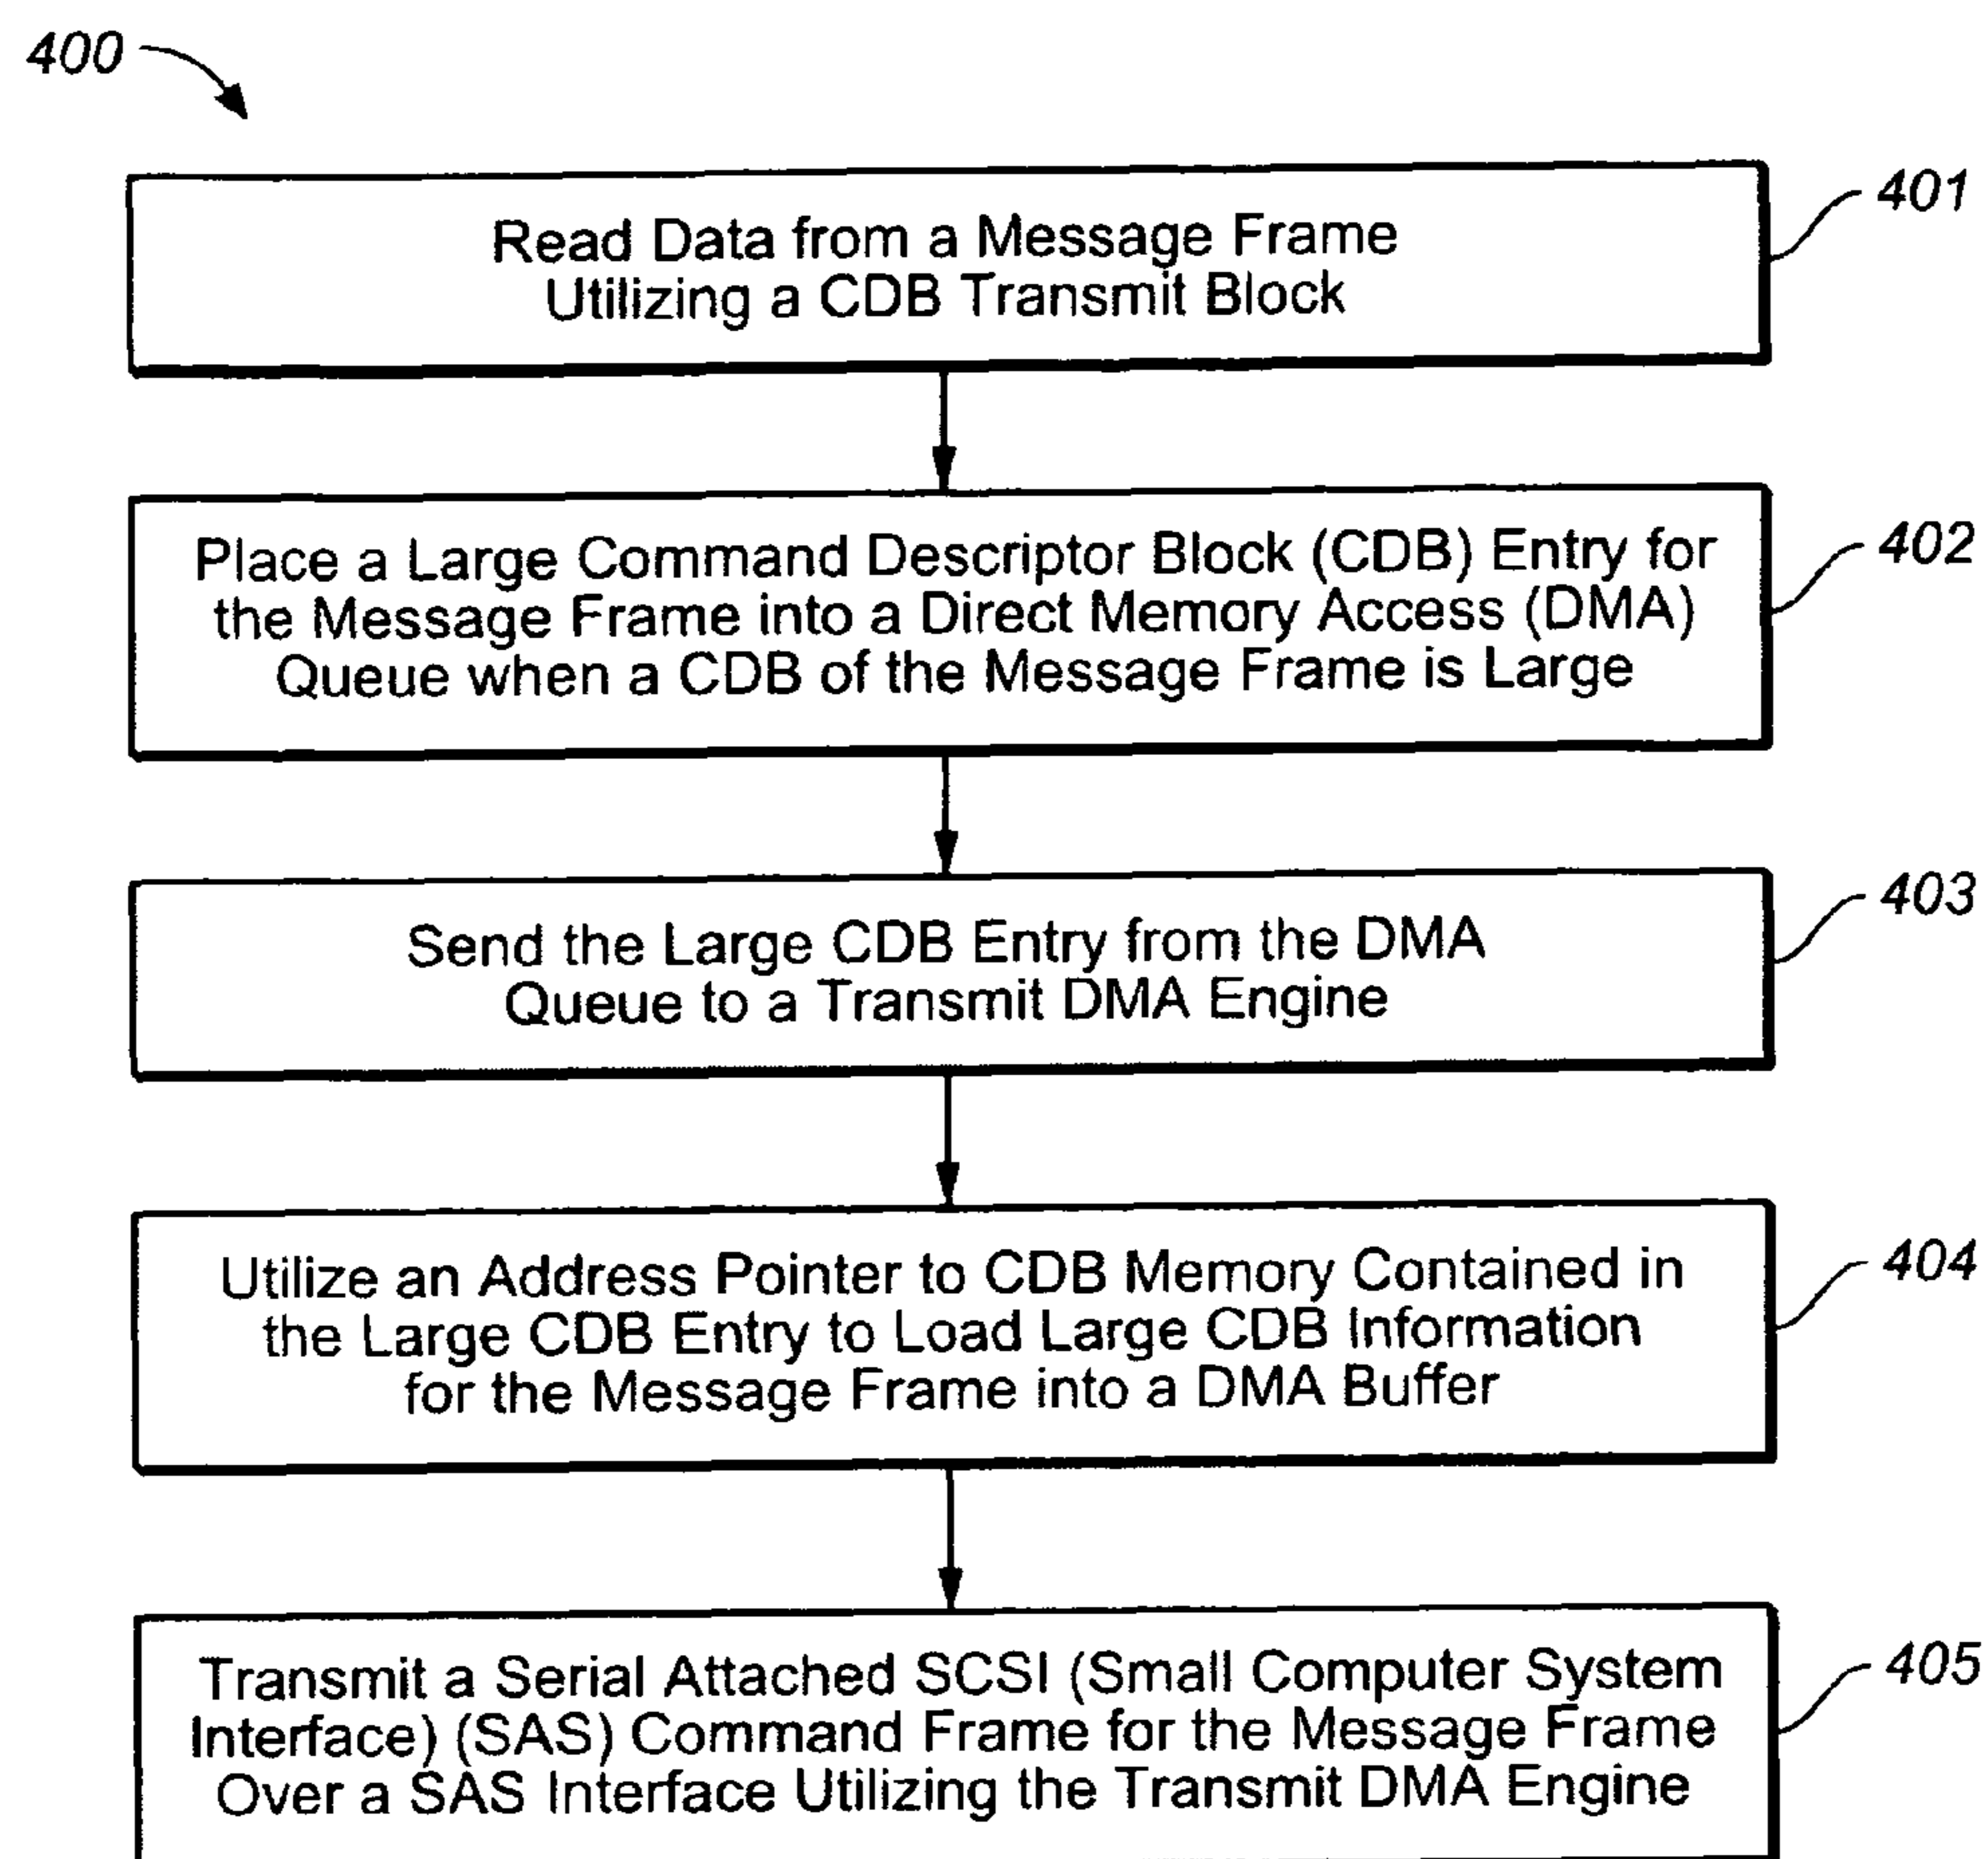 400
401
Read Data from a Message Frame
Utilizing a CDB Transmit Block
402
Place a Large Command Descriptor Block (CDB) Entry for
the Message Frame into a Direct Memory Access (DMA)
Queue when a CDB of the Message Frame is Large
403
Send the Large CDB Entry from the DMA
Queue to a Transmit DMA Engine
404
Utilize an Address Pointer to CDB Memory Contained in
the Large CDB Entry to Load Large CDB Information
for the Message Frame into a DMA Buffer
405
Transmit a Serial Attached SCSI (Small Computer System
Interface) (SAS) Command Frame for the Message Frame
Over a SAS Interface Utilizing the Transmit DMA Engine